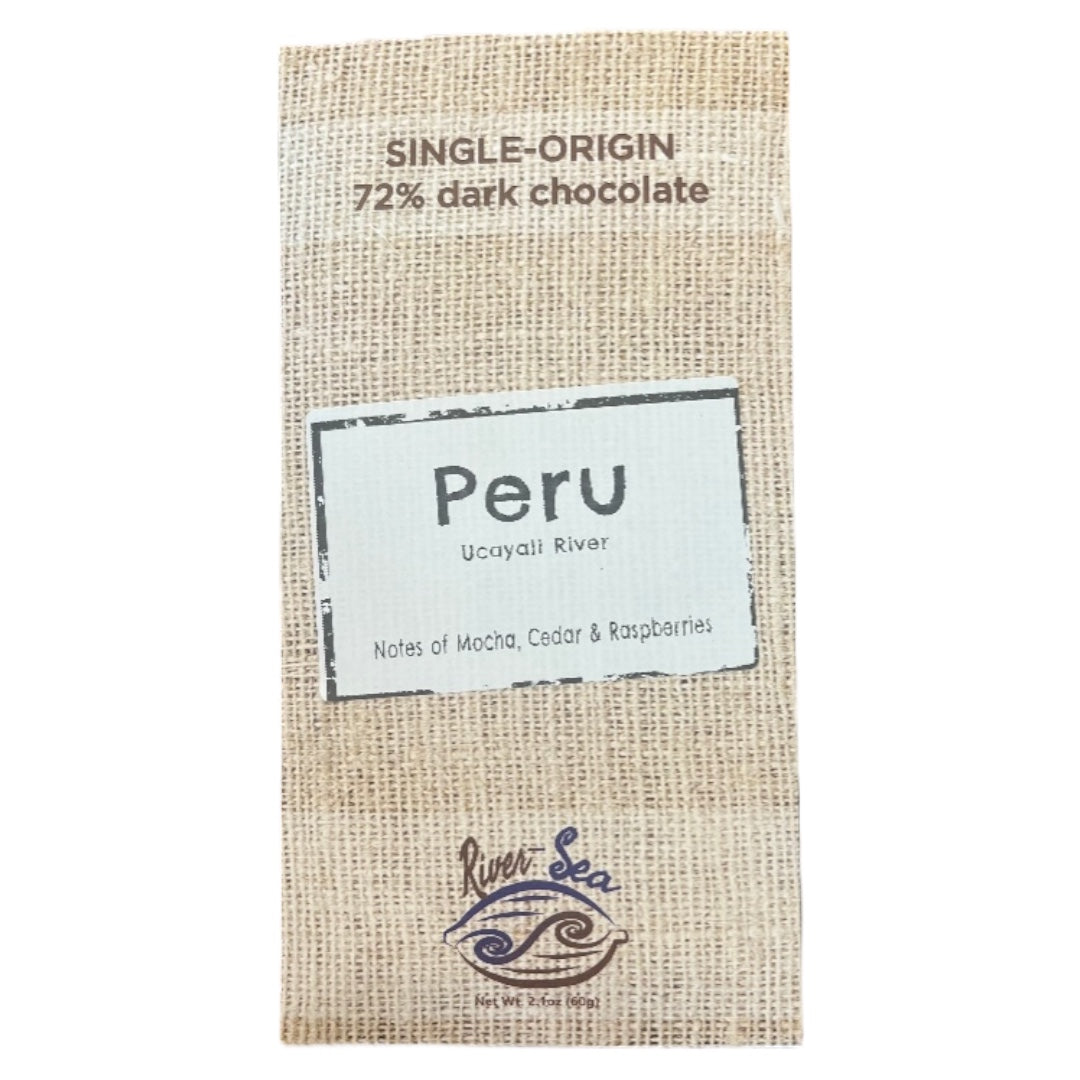 SINGLE-ORIGIN
72% dark chocolate
Peru
Ucayali River
Notes of Mocha, Cedar & Raspberries
River-Sea
Net Wt. 2.1oz (60g)